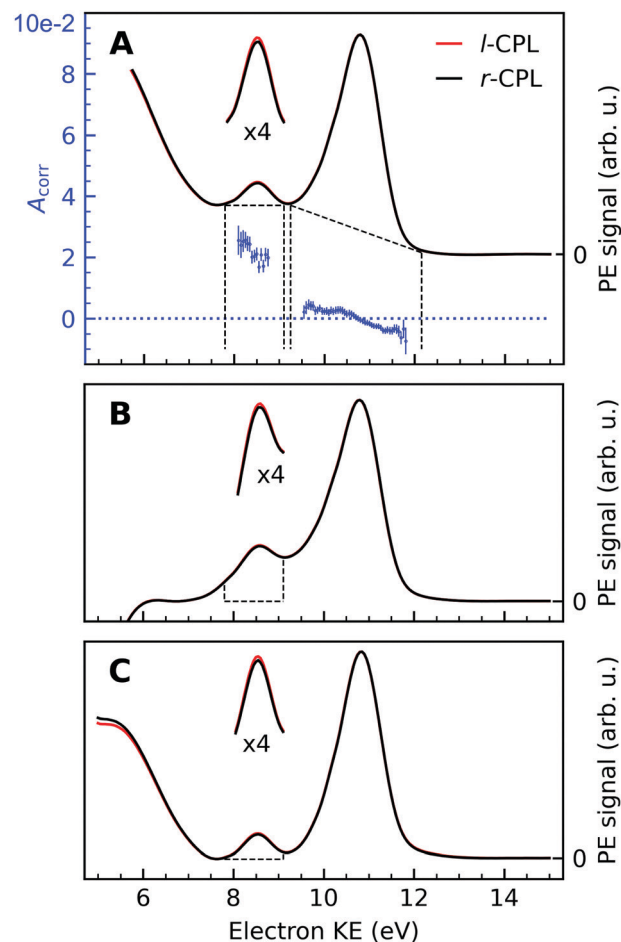 10e-2
A
l-CPL
r-CPL
x4
8
6
4
2
0
A_corr
PE signal (arb. u.)
0
B
x4
PE signal (arb. u.)
0
C
x4
PE signal (arb. u.)
0
6 8 10 12 14
Electron KE (eV)